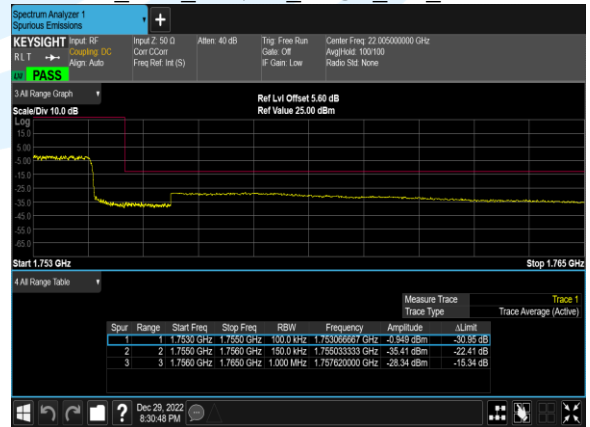 Spectrum Analyzer 1
Spurious Emissions
KEYSIGHT Input: RF Input Z: 50 Ω Atten: 40 dB Trig: Free Run Center Freq: 22.005000000 GHz
RLT Coupling: DC Corr CCorr Gate: Off Avg|Hold: 100/100
Align: Auto Freq Ref: Int (S) IF Gain: Low Radio Std: None
PASS
3 All Range Graph
Ref Lvl Offset 5.60 dB
Scale/Div 10.0 dB Ref Value 25.00 dBm
Log
15.0
5.00
-5.00
-15.0
-25.0
-35.0
-45.0
-55.0
-65.0
Start 1.753 GHz Stop 1.765 GHz
4 All Range Table
Measure Trace Trace 1
Trace Type Trace Average (Active)
Spur Range Start Freq Stop Freq RBW Frequency Amplitude ΔLimit
1 1 1.7530 GHz 1.7550 GHz 100.0 kHz 1.753066667 GHz -0.949 dBm -30.95 dB
2 2 1.7550 GHz 1.7560 GHz 150.0 kHz 1.755033333 GHz -35.41 dBm -22.41 dB
3 3 1.7560 GHz 1.7650 GHz 1.000 MHz 1.757620000 GHz -28.34 dBm -15.34 dB
Dec 29, 2022
8:30:48 PM